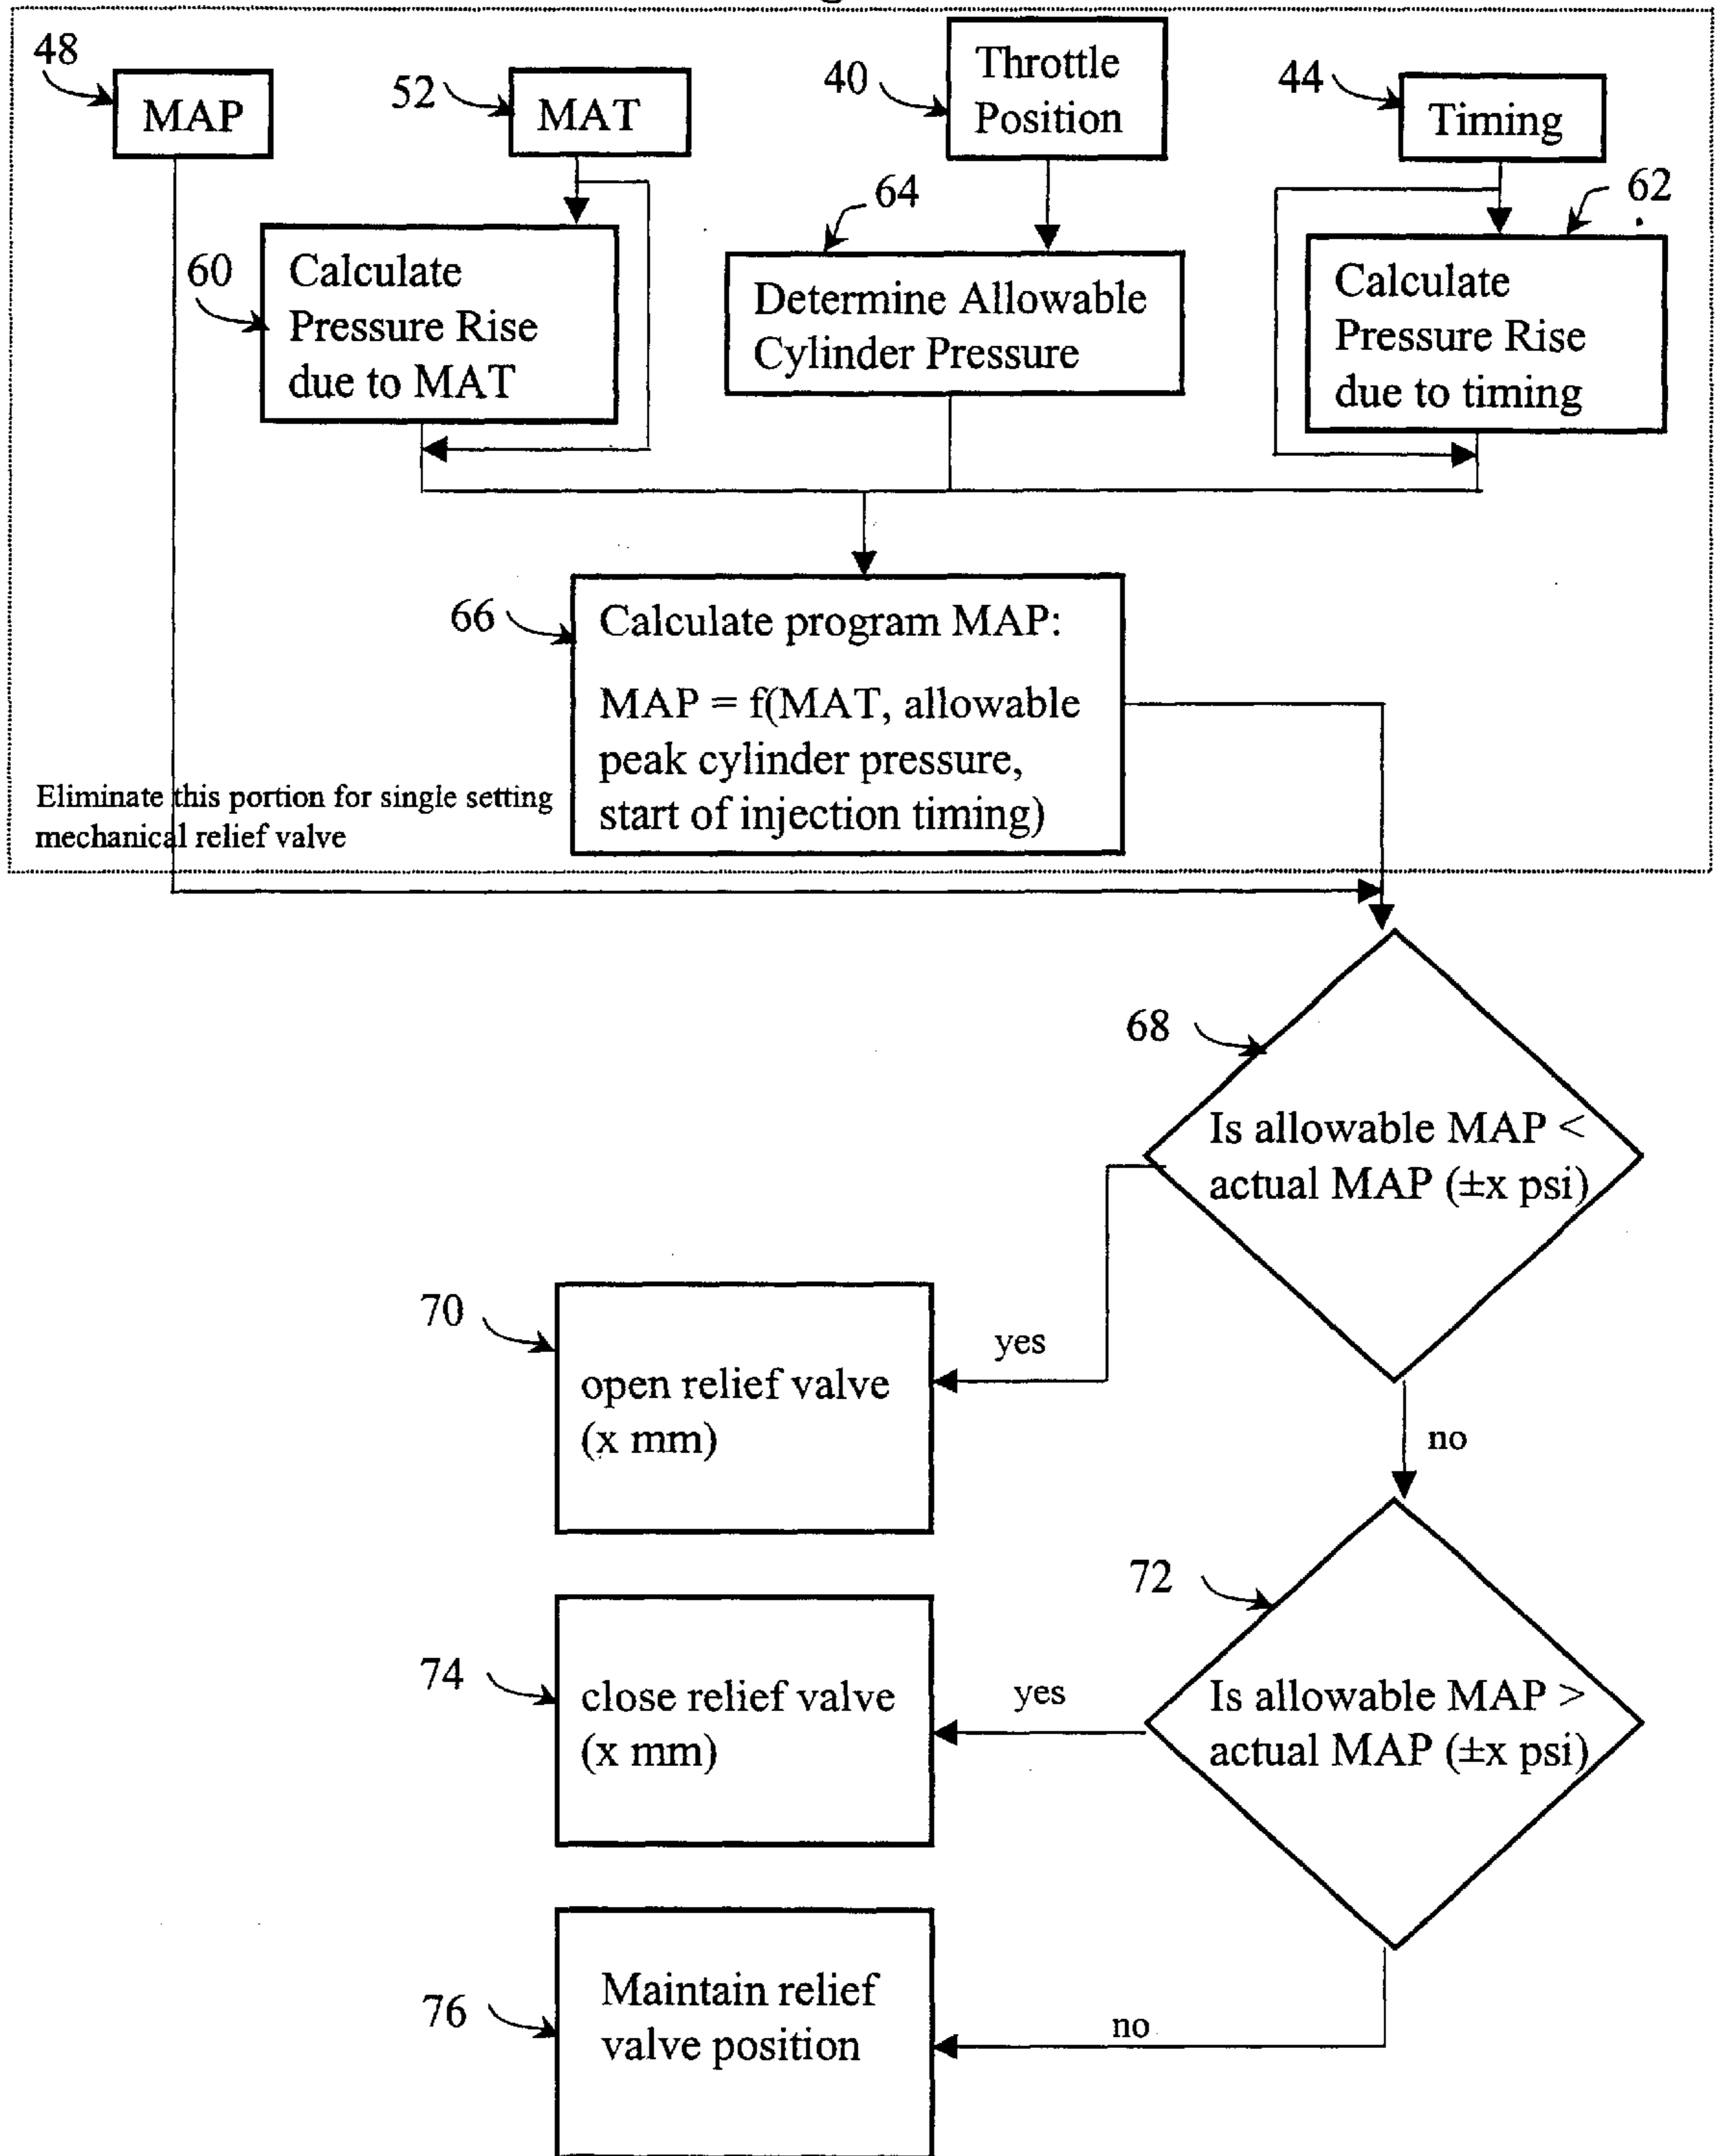 48
MAP
52
MAT
40
Throttle
Position
44
Timing
64
62
60
Calculate
Pressure Rise
due to MAT
Determine Allowable
Cylinder Pressure
Calculate
Pressure Rise
due to timing
66
Calculate program MAP:
MAP = f(MAT, allowable
peak cylinder pressure,
start of injection timing)
Eliminate this portion for single setting
mechanical relief valve
68
Is allowable MAP <
actual MAP (±x psi)
70
yes
open relief valve
(x mm)
no
72
74
close relief valve
(x mm)
yes
Is allowable MAP >
actual MAP (±x psi)
76
Maintain relief
valve position
no